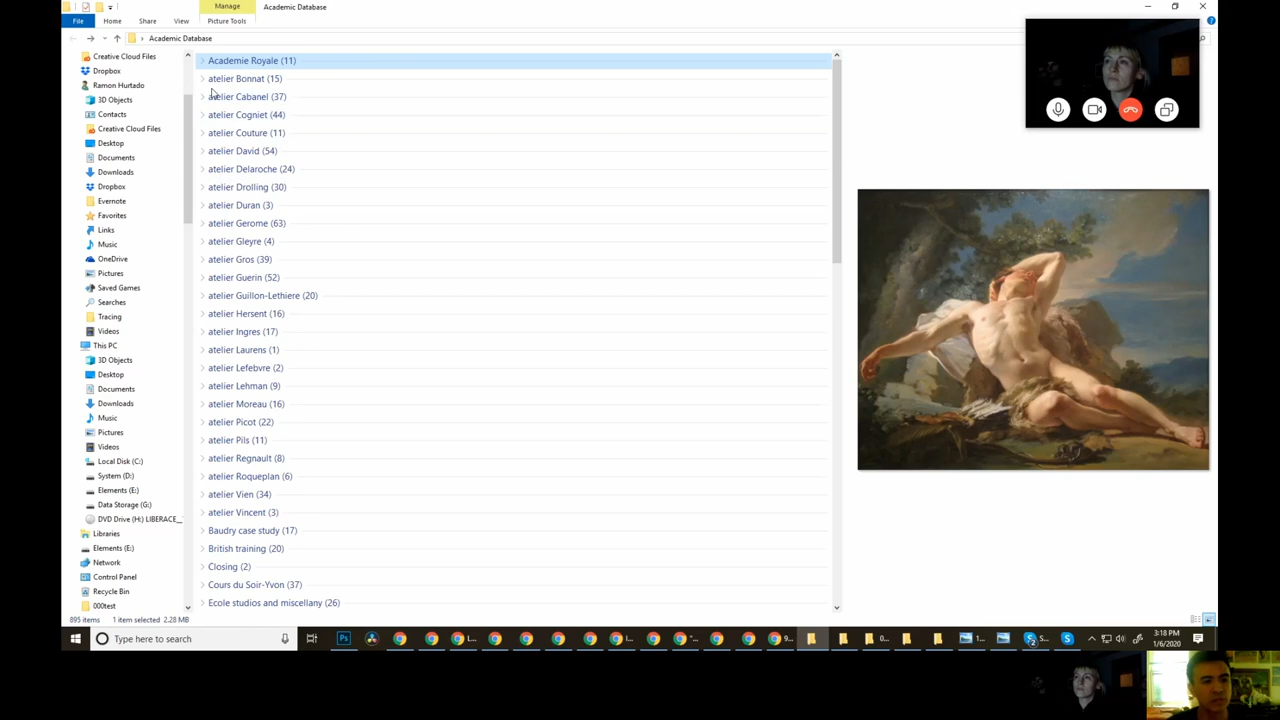 Manage
Academic Database
File
Home
Share
View
Picture Tools
Academic Database
Creative Cloud Files
Dropbox
Ramon Hurtado
3D Objects
Contacts
Creative Cloud Files
Desktop
Documents
Downloads
Dropbox
Evernote
Favorites
Links
Music
OneDrive
Pictures
Saved Games
Searches
Tracing
Videos
This PC
3D Objects
Desktop
Documents
Downloads
Music
Pictures
Videos
Local Disk (C:)
System (D:)
Elements (E:)
Data Storage (G:)
DVD Drive (H:) LIBERACE_
Libraries
Elements (E:)
Network
Control Panel
Recycle Bin
000test
Academie Royale (11)
atelier Bonnat (15)
atelier Cabanel (37)
atelier Cogniet (44)
atelier Couture (11)
atelier David (54)
atelier Delaroche (24)
atelier Drolling (30)
atelier Duran (3)
atelier Gerome (63)
atelier Gleyre (4)
atelier Gros (39)
atelier Guerin (52)
atelier Guillon-Lethiere (20)
atelier Hersent (16)
atelier Ingres (17)
atelier Laurens (1)
atelier Lefebvre (2)
atelier Lehman (9)
atelier Moreau (16)
atelier Picot (22)
atelier Pils (11)
atelier Regnault (8)
atelier Roqueplan (6)
atelier Vien (34)
atelier Vincent (3)
Baudry case study (17)
British training (20)
Closing (2)
Cours du Soir-Yvon (37)
Ecole studios and miscellany (26)
895 items
1 item selected 2.28 MB
Type here to search
3:18 PM
1/6/2020